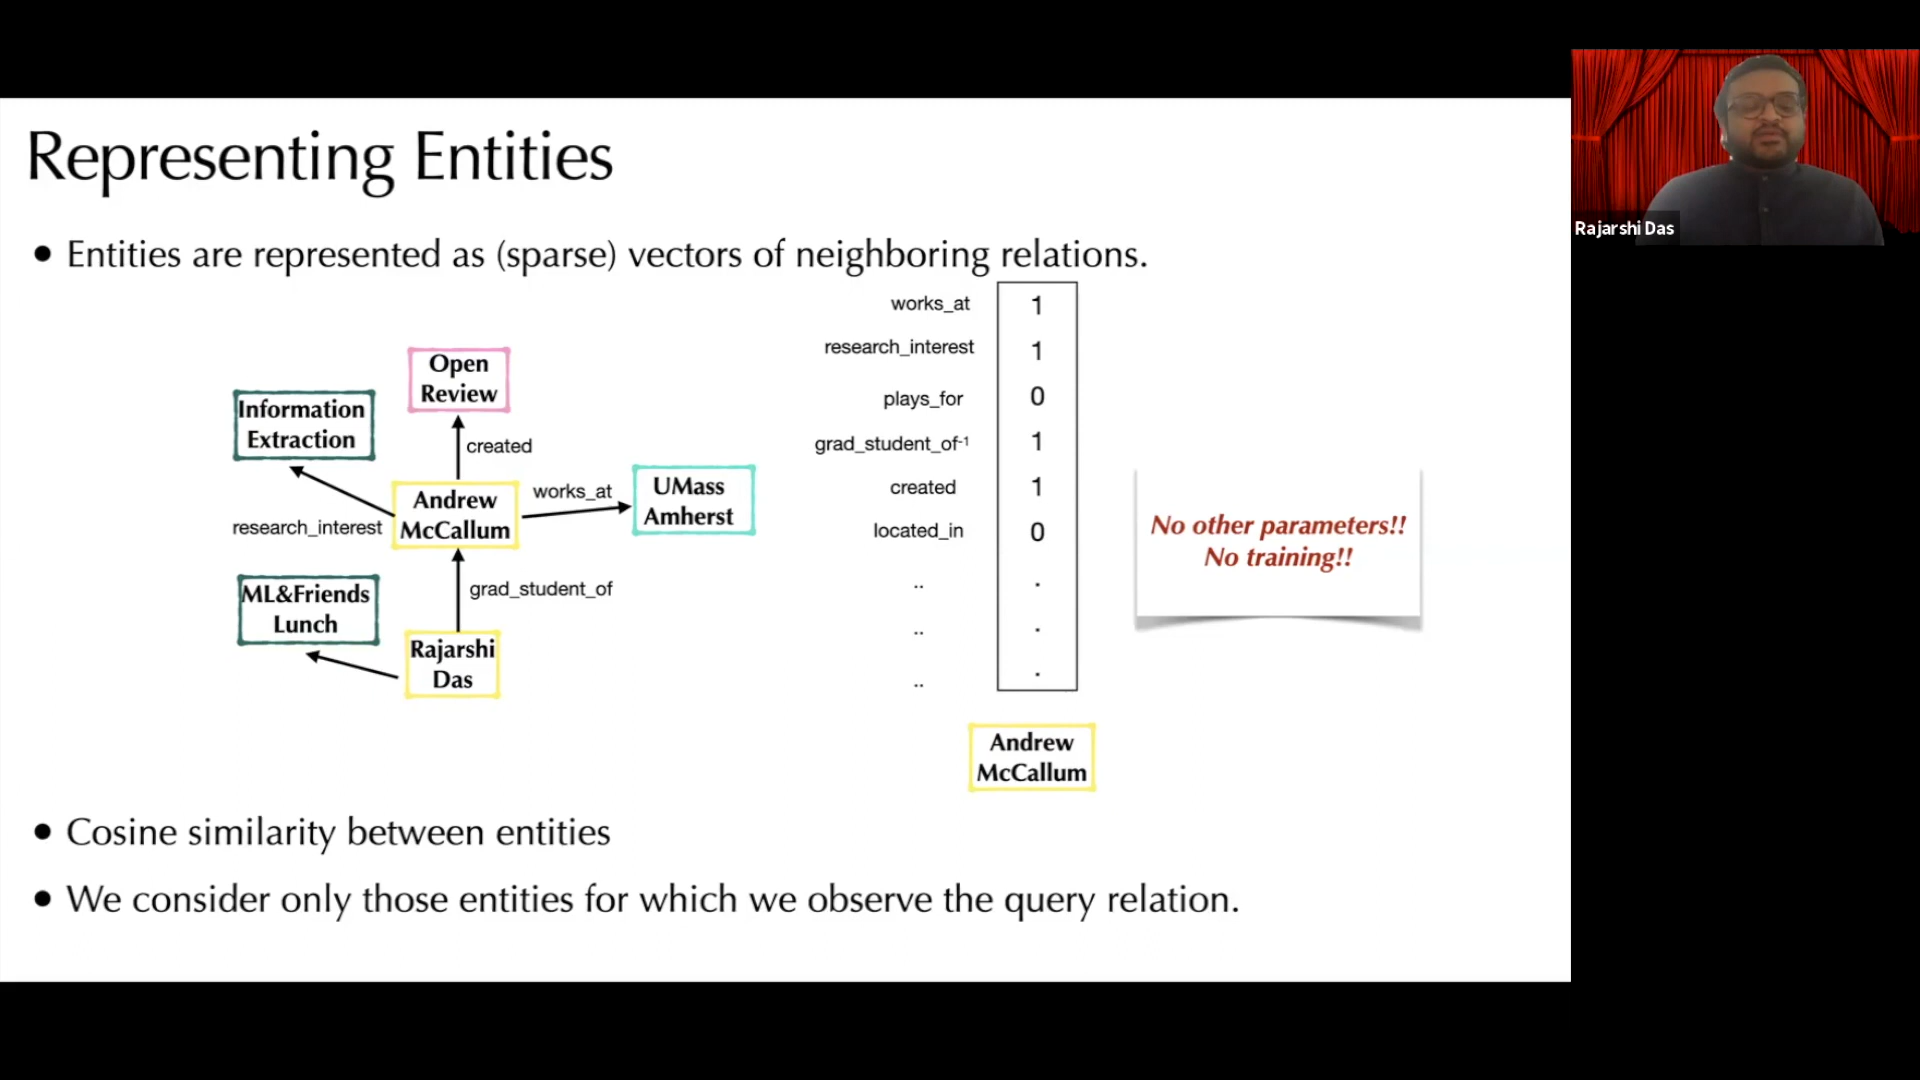 Representing Entities
• Entities are represented as (sparse) vectors of neighboring relations.
Open
Review
Information
Extraction
created
Andrew
McCallum
works_at
UMass
Amherst
research_interest
grad_student_of
ML&Friends
Lunch
Rajarshi
Das
works_at 1
research_interest 1
plays_for 0
grad_student_of-1 1
created 1
located_in 0
.. .
.. .
.. .
Andrew
McCallum
No other parameters!!
No training!!
• Cosine similarity between entities
• We consider only those entities for which we observe the query relation.
Rajarshi Das